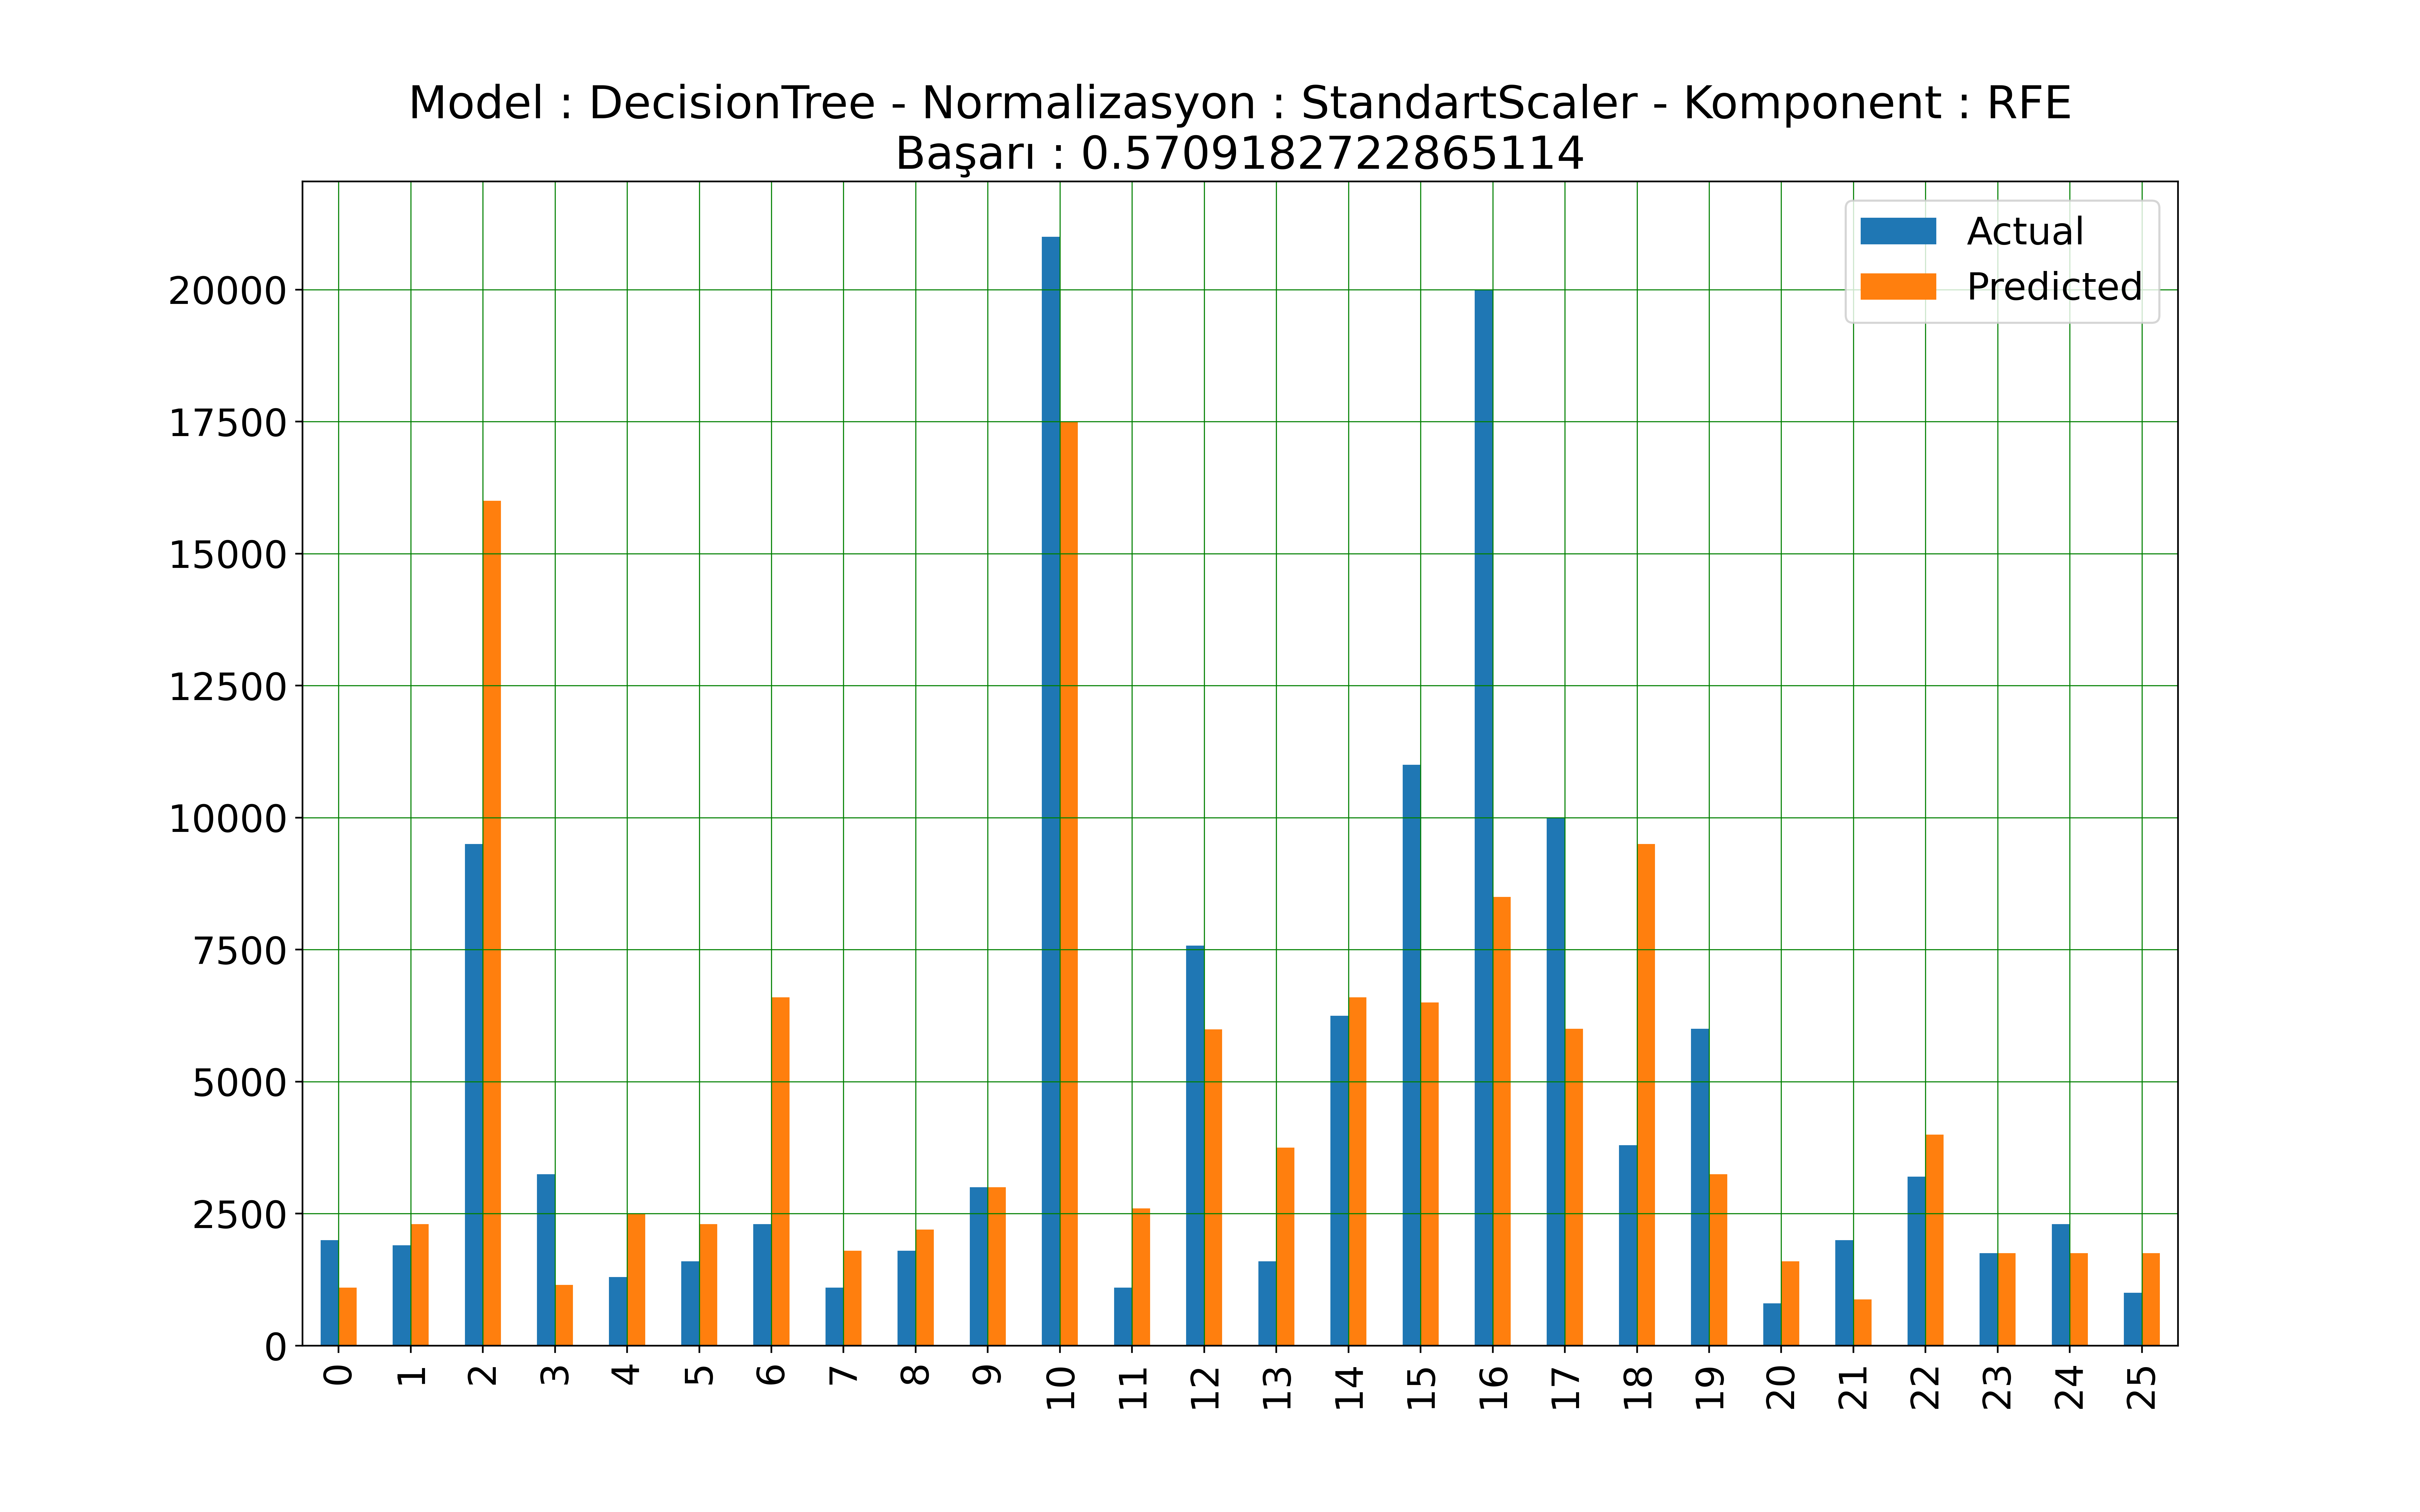 Model : DecisionTree - Normalizasyon : StandartScaler - Komponent : RFE
Başarı : 0.5709182722865114
Actual
Predicted
20000
17500
15000
12500
10000
7500
5000
2500
0
0 1 2 3 4 5 6 7 8 9 10 11 12 13 14 15 16 17 18 19 20 21 22 23 24 25